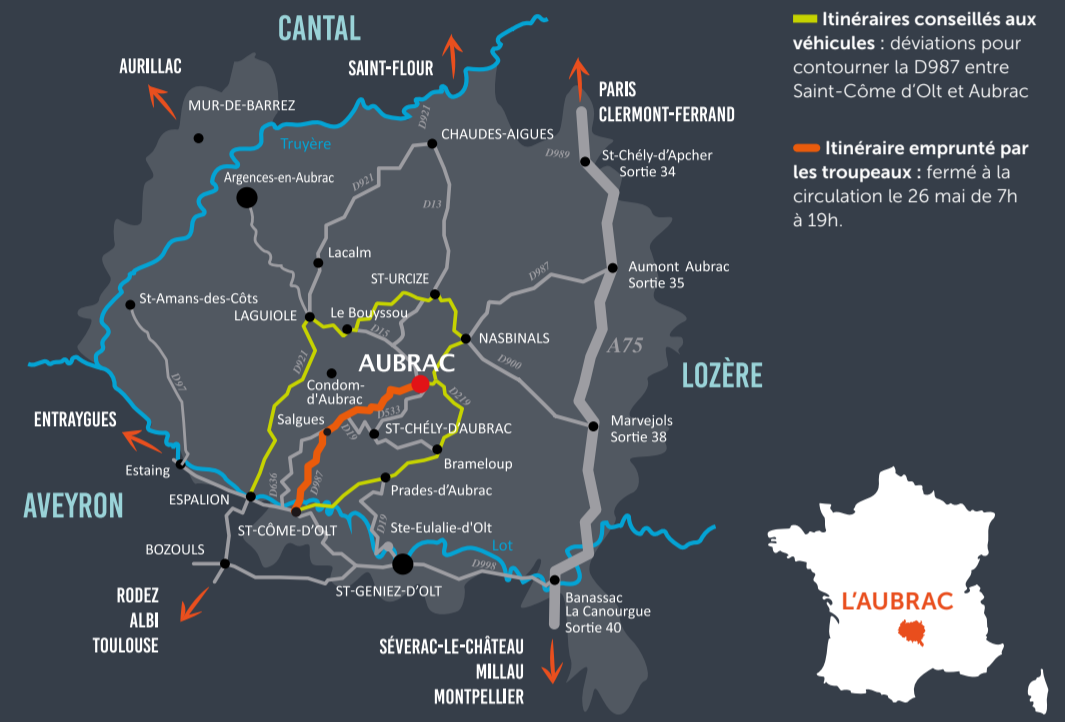 CANTAL
AURILLAC
SAINT-FLOUR
MUR-DE-BARREZ
PARIS
CLERMONT-FERRAND
D921
CHAUDES-AIGUES
Truyère
D989
St-Chély-d'Apcher
Sortie 34
Argences-en-Aubrac
D921
D13
Lacalm
D987
Aumont Aubrac
Sortie 35
ST-URCIZE
St-Amans-des-Côts
LAGUIOLE
Le Bouyssou
D15
NASBINALS
A75
D921
AUBRAC
D900
LOZÈRE
D97
Condom-
d'Aubrac
D219
D533
ENTRAYGUES
Salgues
D19
ST-CHÉLY-D'AUBRAC
Marvejols
Sortie 38
Brameloup
Estaing
D636
D987
Prades-d'Aubrac
AVEYRON
ESPALION
ST-CÔME-D'OLT
D19
Ste-Eulalie-d'Olt
Lot
BOZOULS
D998
ST-GENIEZ-D'OLT
Banassac
La Canourgue
Sortie 40
RODEZ
ALBI
TOULOUSE
SÉVERAC-LE-CHÂTEAU
MILLAU
MONTPELLIER
Itinéraires conseillés aux
véhicules : déviations pour
contourner la D987 entre
Saint-Côme d'Olt et Aubrac
Itinéraire emprunté par
les troupeaux : fermé à la
circulation le 26 mai de 7h
à 19h.
L'AUBRAC